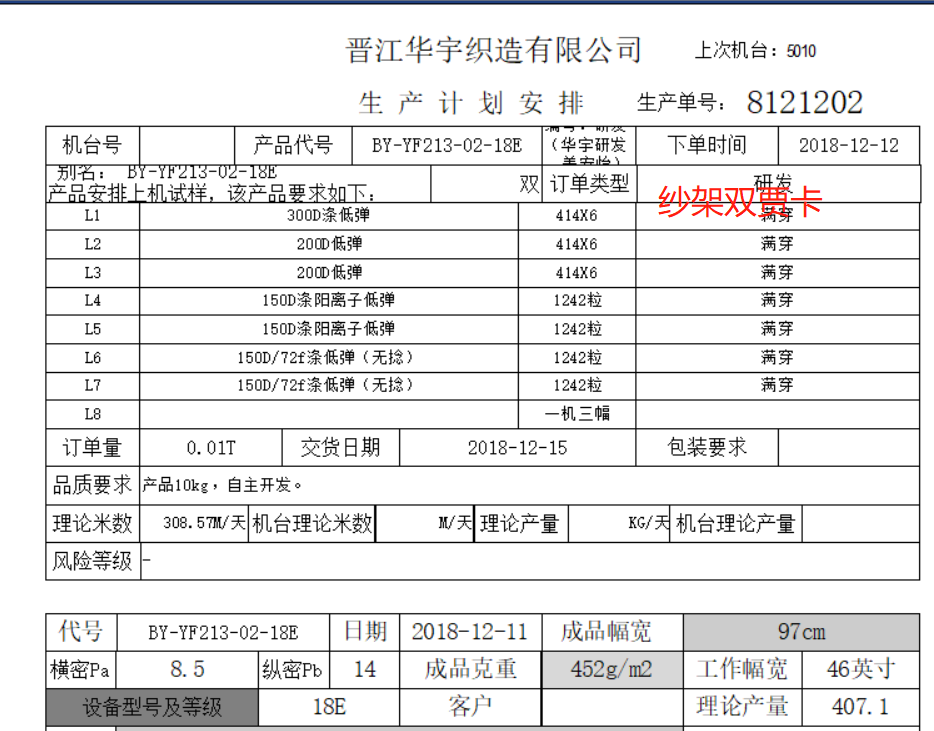 晋江华宇织造有限公司 上次机台：5010
生产计划安排 生产单号： 8121202
机台号 产品代号 BY-YF213-02-18E （华宇研发 下单时间 2018-12-12
别名： BY-YF213-02-18E
产品安排上机试样，该产品要求如下： 双 订单类型 研发
纱架双贾卡
L1 300D涤低弹 414X6 满穿
L2 200D低弹 414X6 满穿
L3 200D低弹 414X6 满穿
L4 150D涤阳离子低弹 1242粒 满穿
L5 150D涤阳离子低弹 1242粒 满穿
L6 150D/72f涤低弹（无捻） 1242粒 满穿
L7 150D/72f涤低弹（无捻） 1242粒 满穿
L8 一机三幅
订单量 0.01T 交货日期 2018-12-15 包装要求
品质要求 产品10kg，自主开发。
理论米数 308.57M/天 机台理论米数 M/天 理论产量 KG/天 机台理论产量
风险等级 -
代号 BY-YF213-02-18E 日期 2018-12-11 成品幅宽 97cm
横密Pa 8.5 纵密Pb 14 成品克重 452g/m2 工作幅宽 46英寸
设备型号及等级 18E 客户 理论产量 407.1